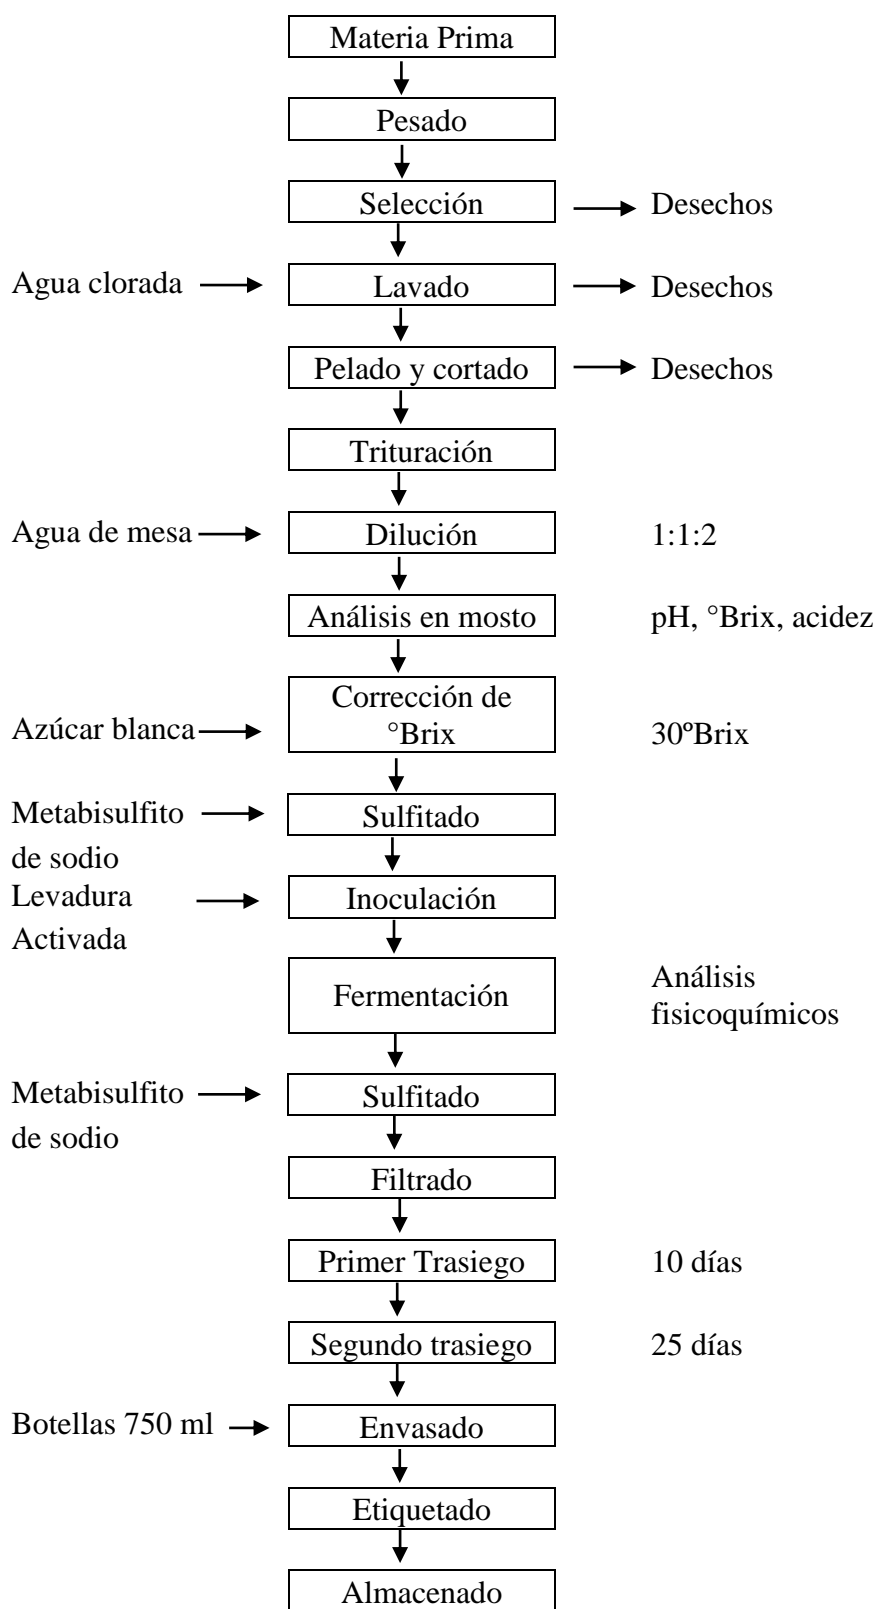 Materia Prima
Pesado
Selección
Desechos
Agua clorada
Lavado
Desechos
Pelado y cortado
Desechos
Trituración
Agua de mesa
Dilución
1:1:2
Análisis en mosto
pH, °Brix, acidez
Azúcar blanca
Corrección de
°Brix
30ºBrix
Metabisulfito
de sodio
Sulfitado
Levadura
Activada
Inoculación
Fermentación
Análisis
fisicoquímicos
Metabisulfito
de sodio
Sulfitado
Filtrado
Primer Trasiego
10 días
Segundo trasiego
25 días
Botellas 750 ml
Envasado
Etiquetado
Almacenado